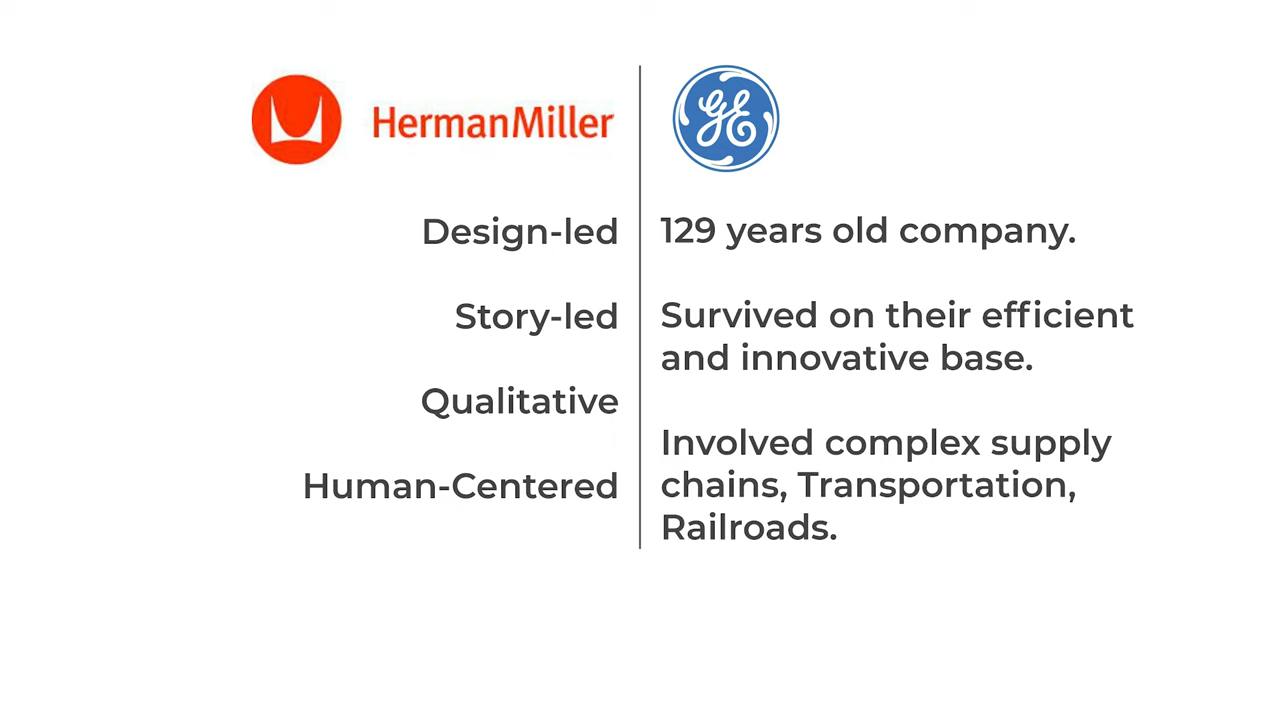 HermanMiller
Design-led
Story-led
Qualitative
Human-Centered
GE
129 years old company.
Survived on their efficient
and innovative base.
Involved complex supply
chains, Transportation,
Railroads.